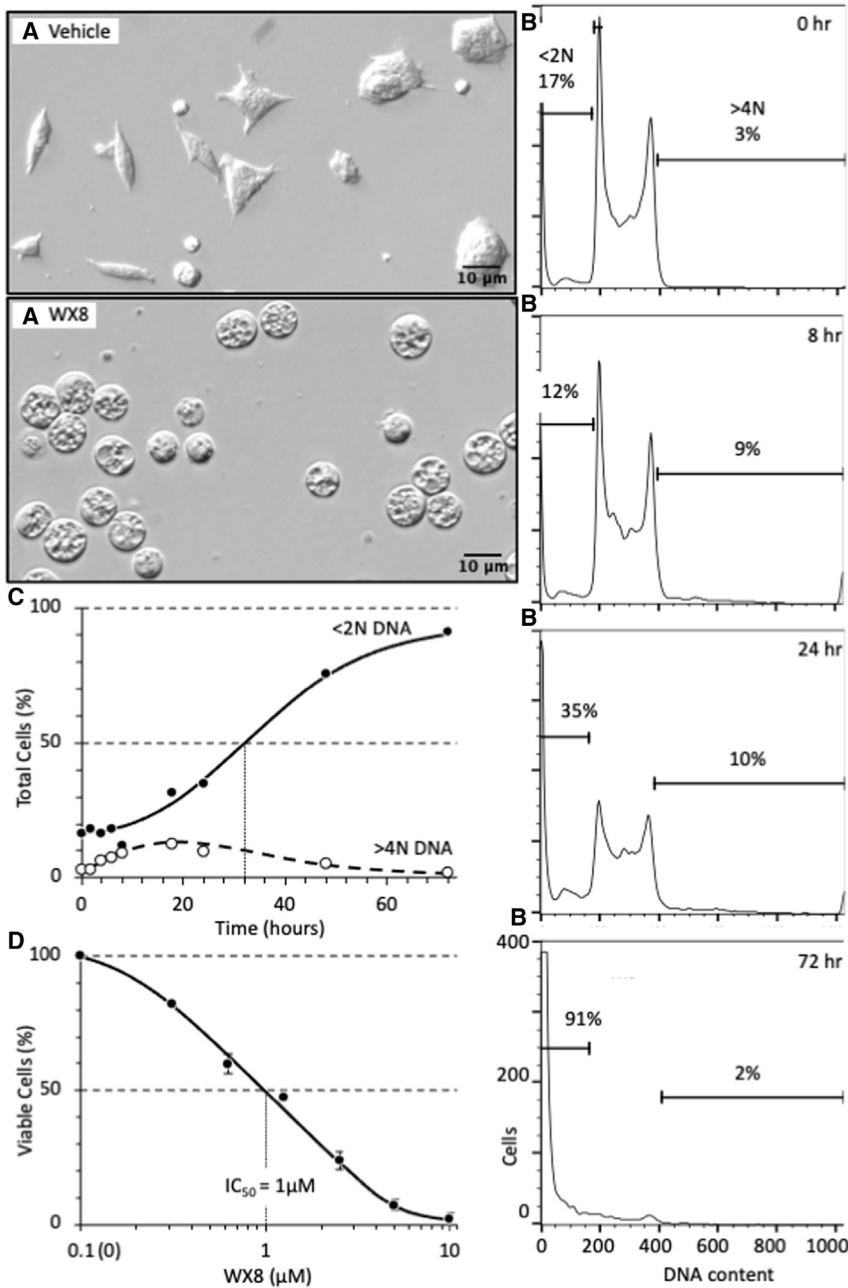 A Vehicle
10 µm
A WX8
10 µm
B
0 hr
<2N
17%
>4N
3%
B
8 hr
12%
9%
B
24 hr
35%
10%
B
400
72 hr
91%
2%
200
Cells
0
0 200 400 600 800 1000
DNA content
C
100
<2N DNA
50
Total Cells (%)
>4N DNA
0
0 20 40 60
Time (hours)
D
100
50
Viable Cells (%)
IC50 = 1µM
0
0.1(0) 1 10
WX8 (µM)